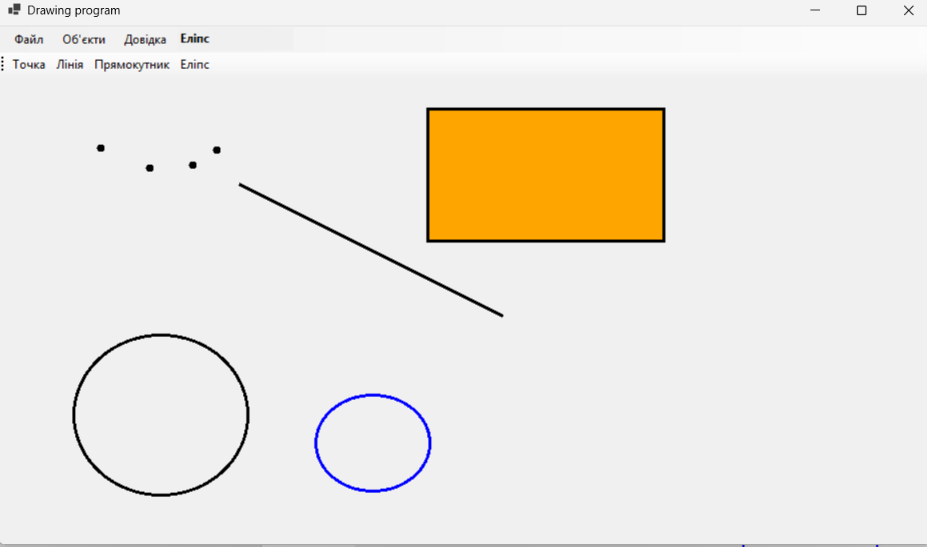 Drawing program
Файл Об'єкти Довідка Еліпс
Точка Лінія Прямокутник Еліпс